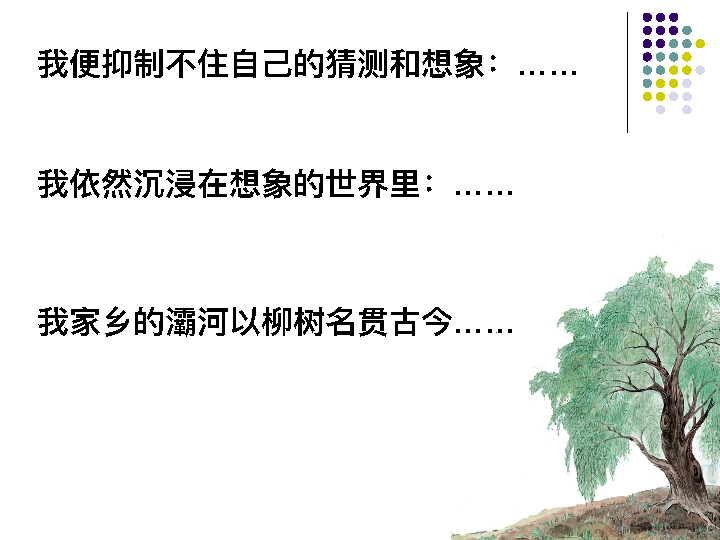 我便抑制不住自己的猜测和想象：……
我依然沉浸在想象的世界里：……
我家乡的灞河以柳树名贯古今……